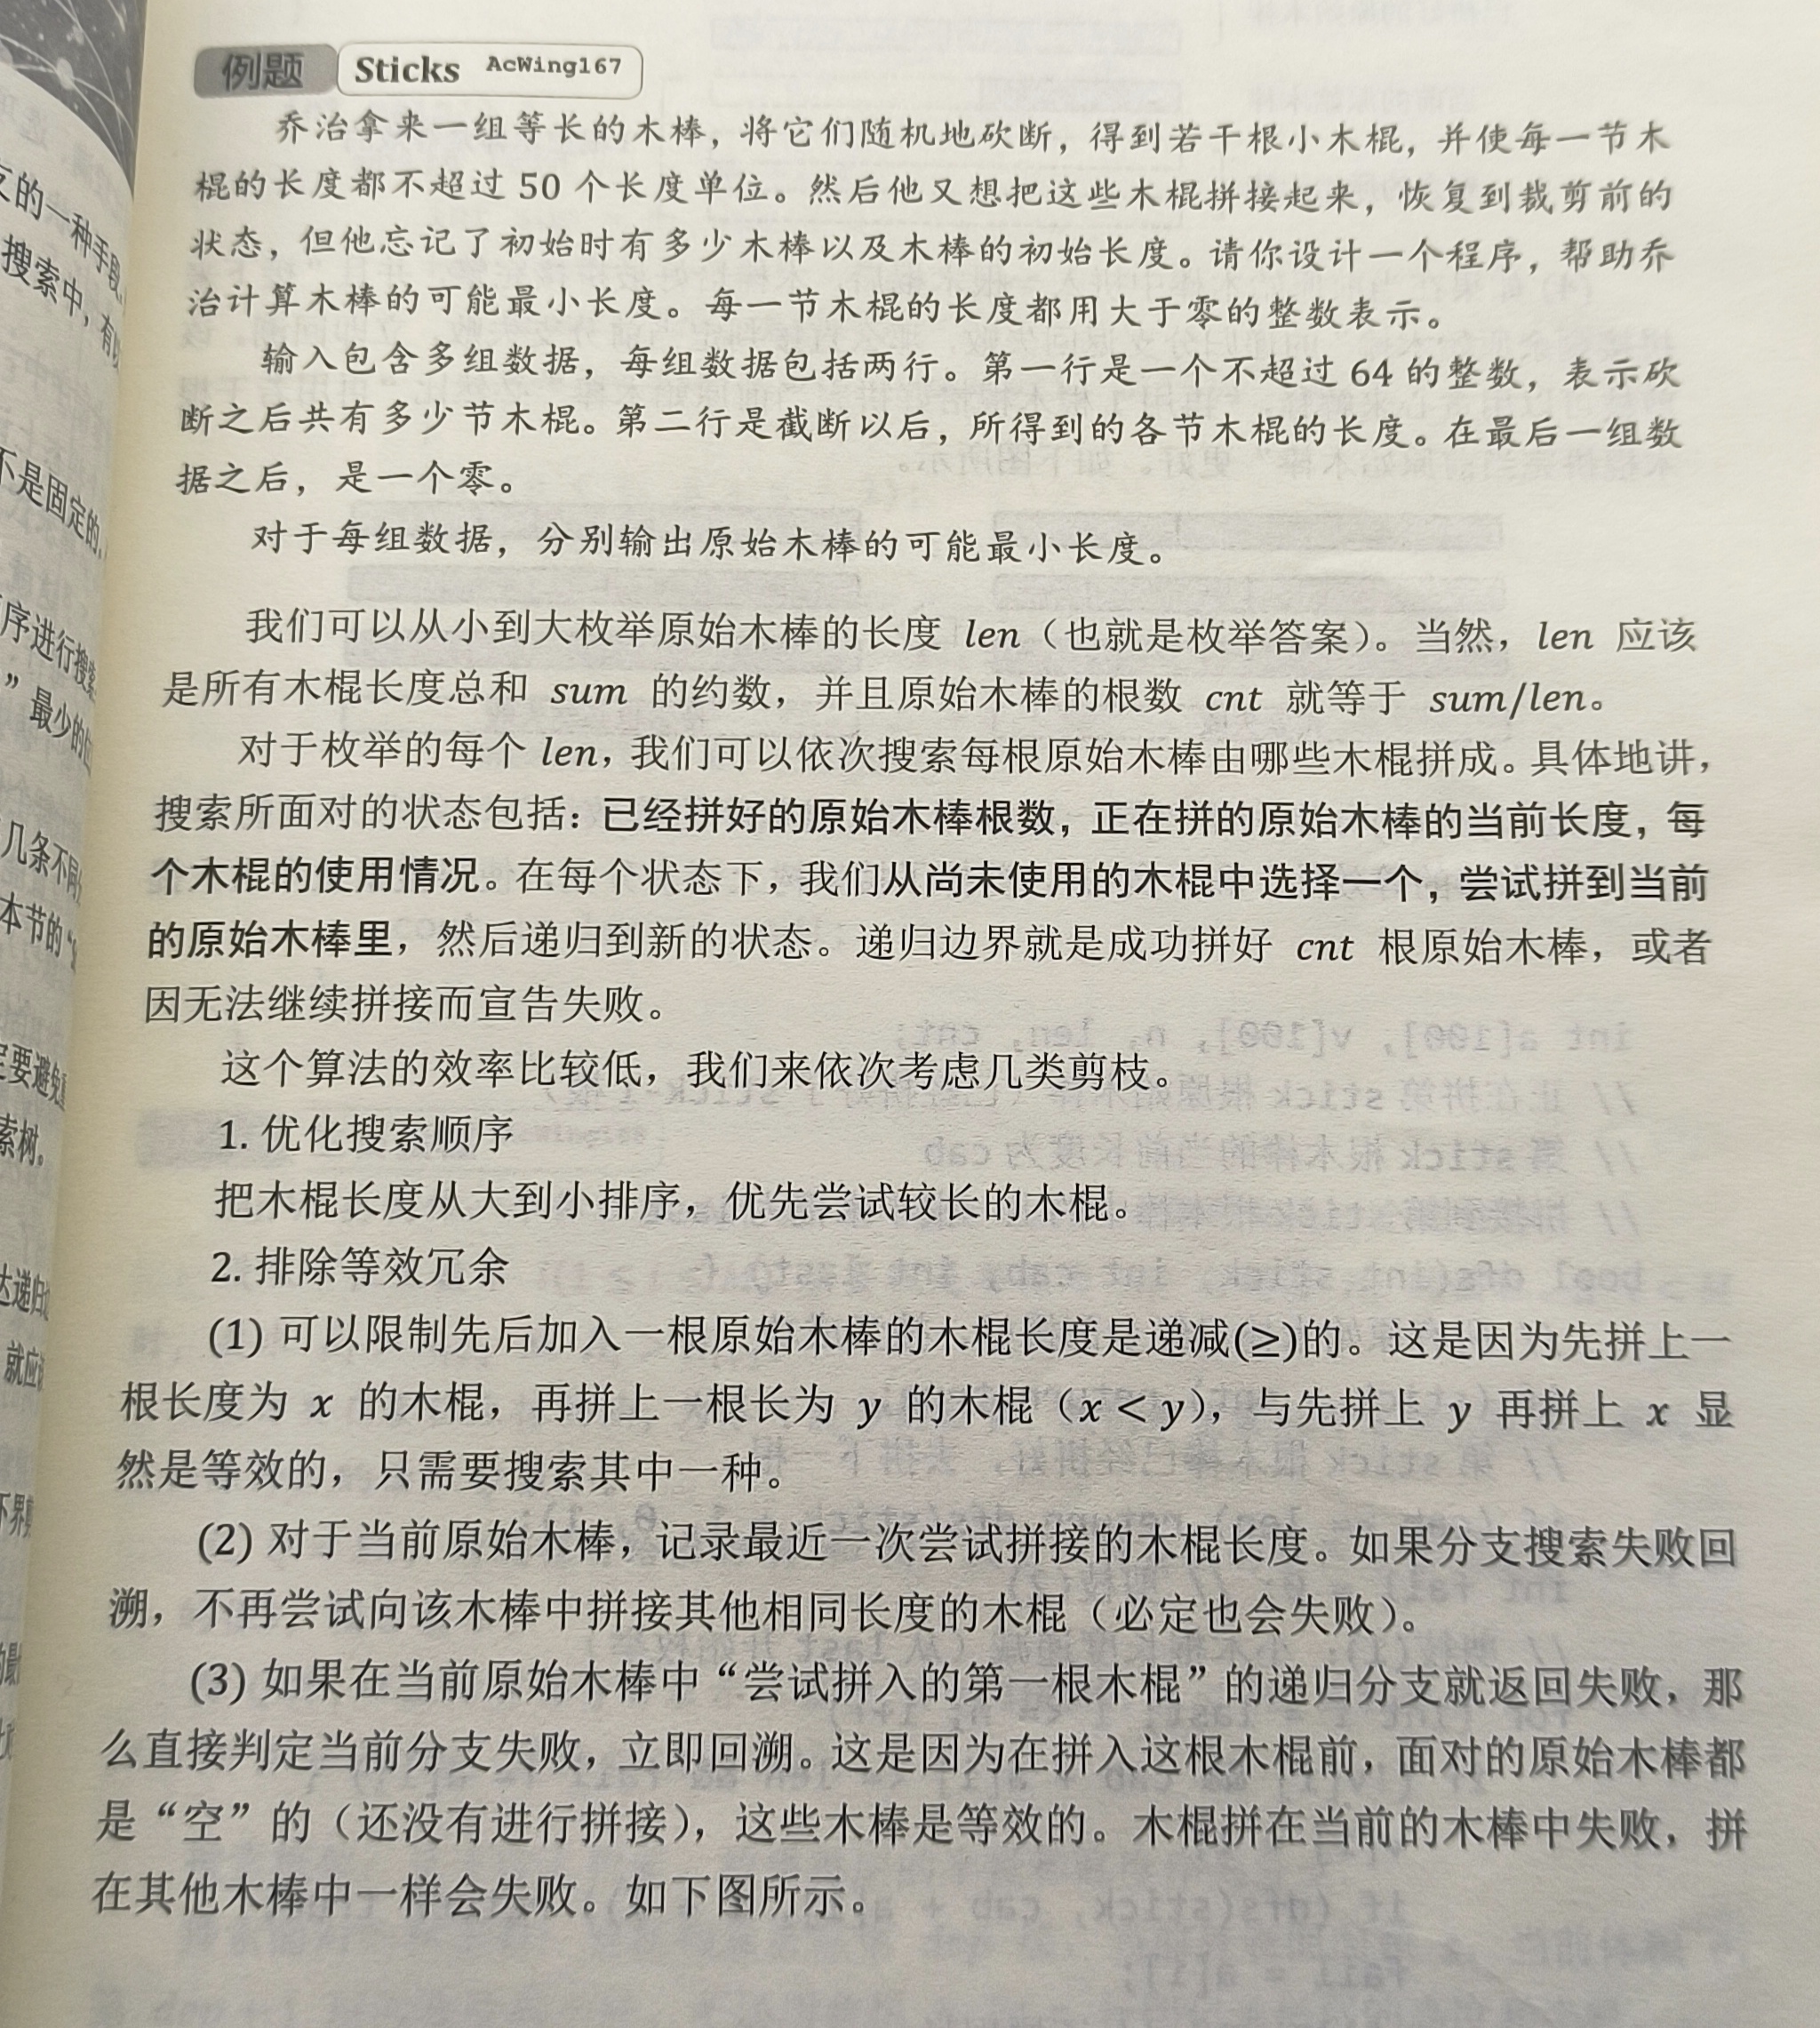 例题 Sticks AcWing167
乔治拿来一组等长的木棒，将它们随机地砍断，得到若干根小木棍，并使每一节木
棍的长度都不超过 50 个长度单位。然后他又想把这些木棍拼接起来，恢复到裁剪前的
状态，但他忘记了初始时有多少木棒以及木棒的初始长度。请你设计一个程序，帮助乔
治计算木棒的可能最小长度。每一节木棍的长度都用大于零的整数表示。
输入包含多组数据，每组数据包括两行。第一行是一个不超过 64 的整数，表示砍
断之后共有多少节木棍。第二行是截断以后，所得到的各节木棍的长度。在最后一组数
据之后，是一个零。
对于每组数据，分别输出原始木棒的可能最小长度。
我们可以从小到大枚举原始木棒的长度 len（也就是枚举答案）。当然，len 应该
是所有木棍长度总和 sum 的约数，并且原始木棒的根数 cnt 就等于 sum/len。
对于枚举的每个 len，我们可以依次搜索每根原始木棒由哪些木棍拼成。具体地讲，
搜索所面对的状态包括：已经拼好的原始木棒根数，正在拼的原始木棒的当前长度，每
个木棍的使用情况。在每个状态下，我们从尚未使用的木棍中选择一个，尝试拼到当前
的原始木棒里，然后递归到新的状态。递归边界就是成功拼好 cnt 根原始木棒，或者
因无法继续拼接而宣告失败。
这个算法的效率比较低，我们来依次考虑几类剪枝。
1. 优化搜索顺序
把木棍长度从大到小排序，优先尝试较长的木棍。
2. 排除等效冗余
(1) 可以限制先后加入一根原始木棒的木棍长度是递减(≥)的。这是因为先拼上一
根长度为 x 的木棍，再拼上一根长为 y 的木棍（x < y），与先拼上 y 再拼上 x 显
然是等效的，只需要搜索其中一种。
(2) 对于当前原始木棒，记录最近一次尝试拼接的木棍长度。如果分支搜索失败回
溯，不再尝试向该木棒中拼接其他相同长度的木棍（必定也会失败）。
(3) 如果在当前原始木棒中“尝试拼入的第一根木棍”的递归分支就返回失败，那
么直接判定当前分支失败，立即回溯。这是因为在拼入这根木棍前，面对的原始木棒都
是“空”的（还没有进行拼接），这些木棒是等效的。木棍拼在当前的木棒中失败，拼
在其他木棒中一样会失败。如下图所示。